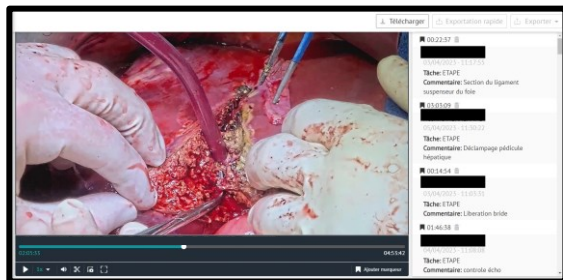 Télécharger
Exportation rapide
Exporter
00:22:37
Tâche: ETAPE
Commentaire: Section du ligament
suspenseur du foie
03:05:09
Tâche: ETAPE
Commentaire: Déclampage pédicule
hépatique
00:14:54
Tâche: ETAPE
Commentaire: Liberation bride
01:46:38
Tâche: ETAPE
Commentaire: controle écho
1x
04:55:42
Ajouter marqueur